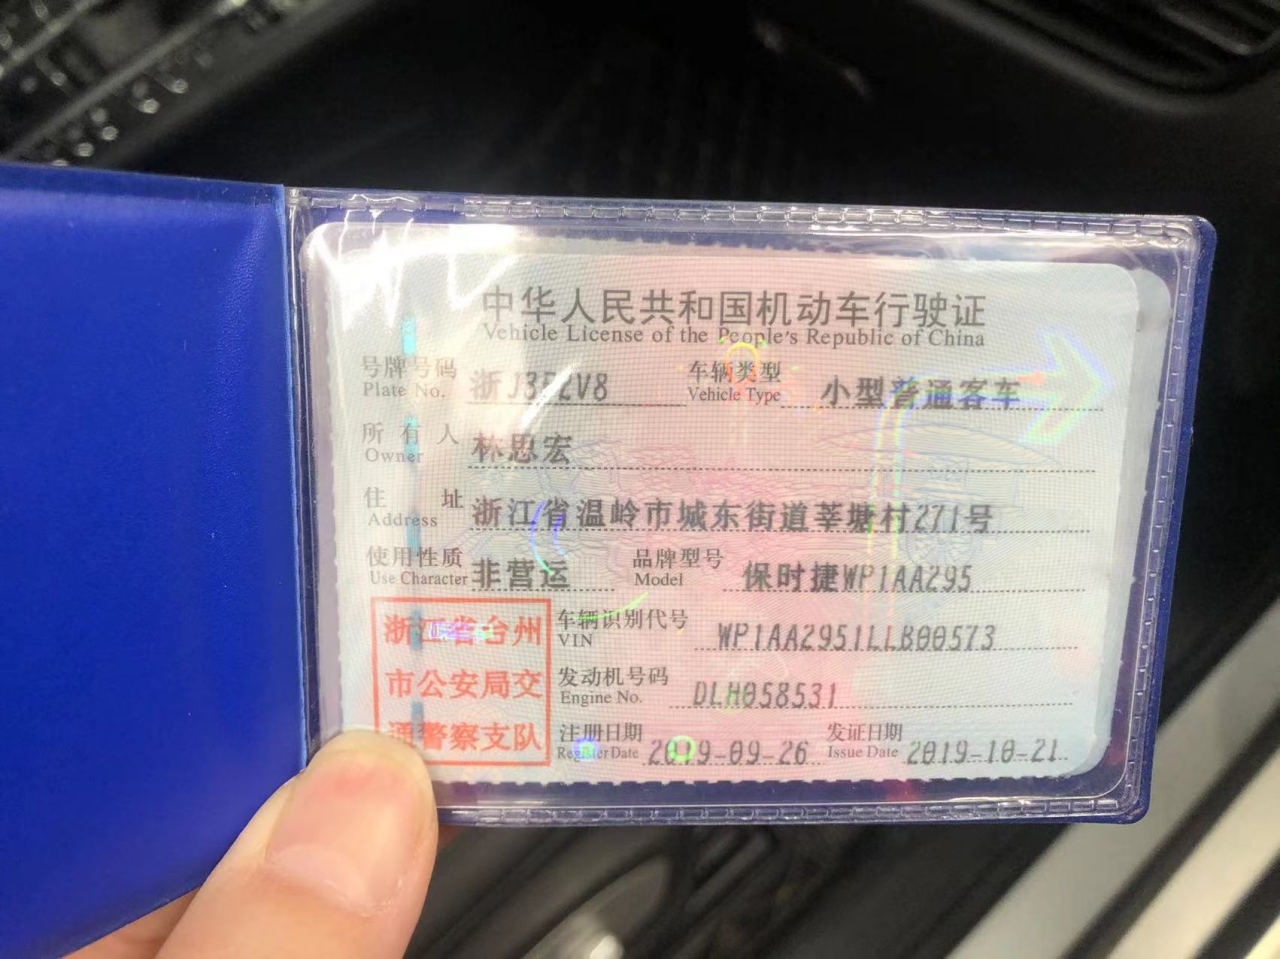 中华人民共和国机动车行驶证
Vehicle License of the People's Republic of China
号牌号码 浙J352V8 车辆类型 小型普通客车
Plate No. Vehicle Type
所有人 林思宏
Owner
住址 浙江省温岭市城东街道莘塘村271号
Address
使用性质 非营运 品牌型号 保时捷WP1AA295
Use Character Model
浙江省台州
市公安局交
通警察支队
车辆识别代号 WP1AA2951LLB00573
VIN
发动机号码 DLH058531
Engine No.
注册日期 2019-09-26 发证日期 2019-10-21
Register Date Issue Date